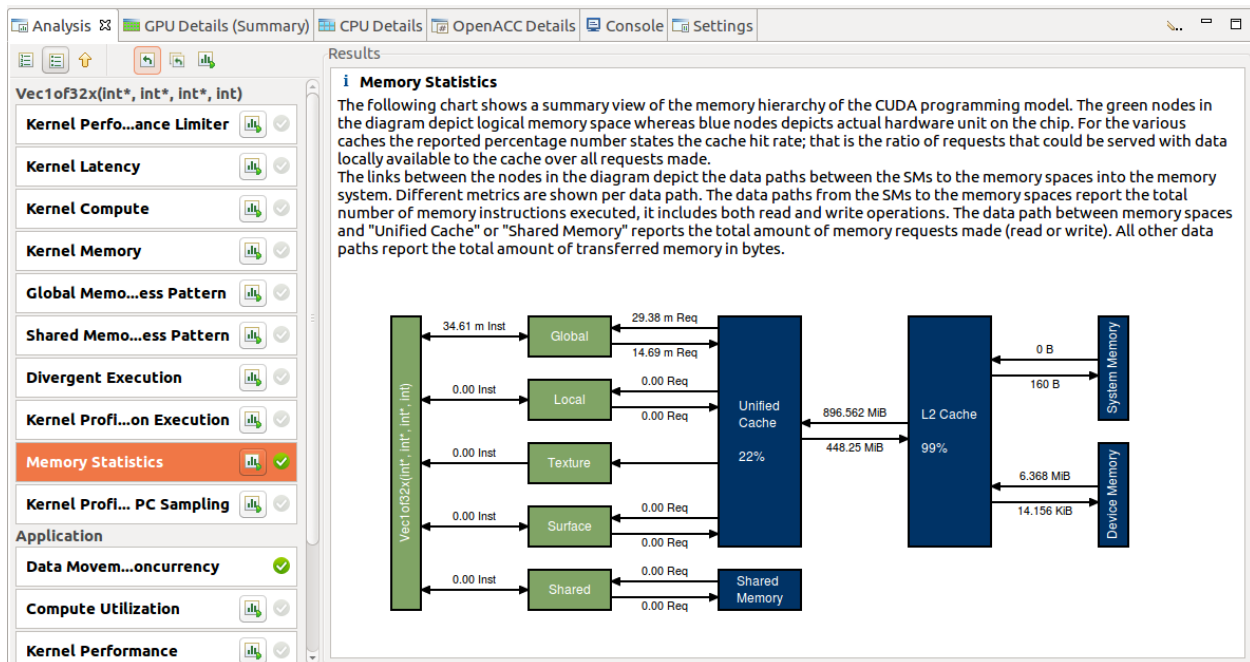 Analysis GPU Details (Summary) CPU Details OpenACC Details Console Settings
Vec1of32x(int*, int*, int*, int)
Kernel Perfo...ance Limiter
Kernel Latency
Kernel Compute
Kernel Memory
Global Memo...ess Pattern
Shared Memo...ess Pattern
Divergent Execution
Kernel Profi...on Execution
Memory Statistics
Kernel Profi... PC Sampling
Application
Data Movem...oncurrency
Compute Utilization
Kernel Performance
Results
i Memory Statistics
The following chart shows a summary view of the memory hierarchy of the CUDA programming model. The green nodes in
the diagram depict logical memory space whereas blue nodes depicts actual hardware unit on the chip. For the various
caches the reported percentage number states the cache hit rate; that is the ratio of requests that could be served with data
locally available to the cache over all requests made.
The links between the nodes in the diagram depict the data paths between the SMs to the memory spaces into the memory
system. Different metrics are shown per data path. The data paths from the SMs to the memory spaces report the total
number of memory instructions executed, it includes both read and write operations. The data path between memory spaces
and "Unified Cache" or "Shared Memory" reports the total amount of memory requests made (read or write). All other data
paths report the total amount of transferred memory in bytes.
Vec1of32x(int*, int*, int*, int)
34.61 m Inst
Global
29.38 m Req
14.69 m Req
0.00 Inst
Local
0.00 Req
0.00 Req
0.00 Inst
Texture
0.00 Inst
Surface
0.00 Req
0.00 Req
0.00 Inst
Shared
0.00 Req
0.00 Req
Unified
Cache
22%
Shared
Memory
896.562 MiB
448.25 MiB
L2 Cache
99%
0 B
160 B
System Memory
6.368 MiB
14.156 KiB
Device Memory